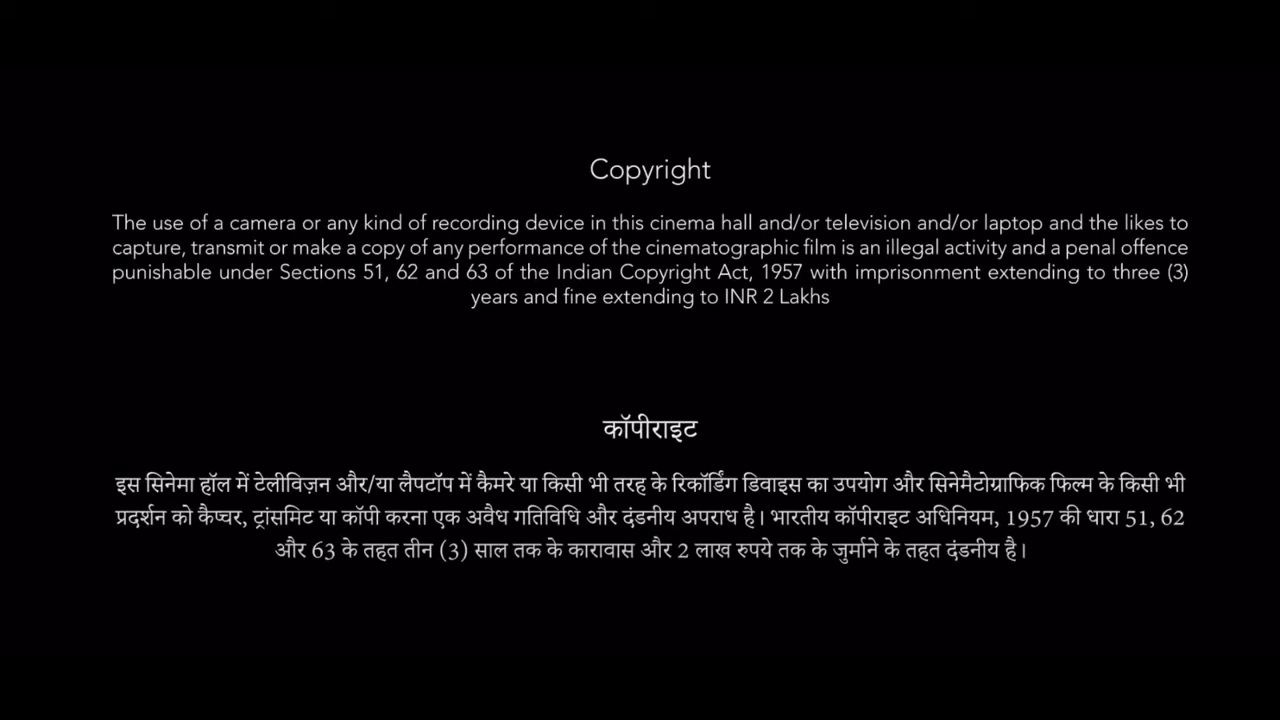 Copyright
The use of a camera or any kind of recording device in this cinema hall and/or television and/or laptop and the likes to
capture, transmit or make a copy of any performance of the cinematographic film is an illegal activity and a penal offence
punishable under Sections 51, 62 and 63 of the Indian Copyright Act, 1957 with imprisonment extending to three (3)
years and fine extending to INR 2 Lakhs
कॉपीराइट
इस सिनेमा हॉल में टेलीविज़न और/या लैपटॉप में कैमरे या किसी भी तरह के रिकॉर्डिंग डिवाइस का उपयोग और सिनेमैटोग्राफिक फिल्म के किसी भी
प्रदर्शन को कैप्चर, ट्रांसमिट या कॉपी करना एक अवैध गतिविधि और दंडनीय अपराध है। भारतीय कॉपीराइट अधिनियम, 1957 की धारा 51, 62
और 63 के तहत तीन (3) साल तक के कारावास और 2 लाख रुपये तक के जुर्माने के तहत दंडनीय है।